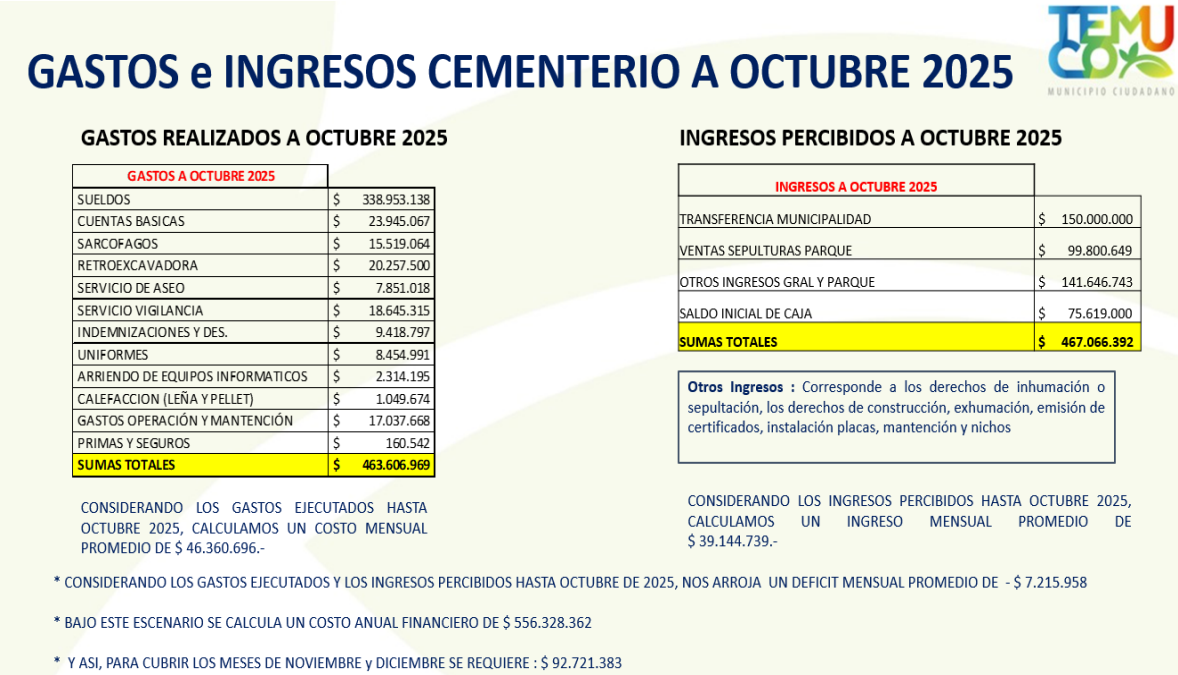 TEMUCO
MUNICIPIO CIUDADANO
GASTOS e INGRESOS CEMENTERIO A OCTUBRE 2025
GASTOS REALIZADOS A OCTUBRE 2025
GASTOS A OCTUBRE 2025
SUELDOS $ 338.953.138
CUENTAS BASICAS $ 23.945.067
SARCOFAGOS $ 15.519.064
RETROEXCAVADORA $ 20.257.500
SERVICIO DE ASEO $ 7.851.018
SERVICIO VIGILANCIA $ 18.645.315
INDEMNIZACIONES Y DES. $ 9.418.797
UNIFORMES $ 8.454.991
ARRIENDO DE EQUIPOS INFORMATICOS $ 2.314.195
CALEFACCION (LEÑA Y PELLET) $ 1.049.674
GASTOS OPERACIÓN Y MANTENCIÓN $ 17.037.668
PRIMAS Y SEGUROS $ 160.542
SUMAS TOTALES $ 463.606.969
CONSIDERANDO LOS GASTOS EJECUTADOS HASTA
OCTUBRE 2025, CALCULAMOS UN COSTO MENSUAL
PROMEDIO DE $ 46.360.696.-
INGRESOS PERCIBIDOS A OCTUBRE 2025
INGRESOS A OCTUBRE 2025
TRANSFERENCIA MUNICIPALIDAD $ 150.000.000
VENTAS SEPULTURAS PARQUE $ 99.800.649
OTROS INGRESOS GRAL Y PARQUE $ 141.646.743
SALDO INICIAL DE CAJA $ 75.619.000
SUMAS TOTALES $ 467.066.392
Otros Ingresos : Corresponde a los derechos de inhumación o
sepultación, los derechos de construcción, exhumación, emisión de
certificados, instalación placas, mantención y nichos
CONSIDERANDO LOS INGRESOS PERCIBIDOS HASTA OCTUBRE 2025,
CALCULAMOS UN INGRESO MENSUAL PROMEDIO DE
$ 39.144.739.-
* CONSIDERANDO LOS GASTOS EJECUTADOS Y LOS INGRESOS PERCIBIDOS HASTA OCTUBRE DE 2025, NOS ARROJA UN DEFICIT MENSUAL PROMEDIO DE - $ 7.215.958
* BAJO ESTE ESCENARIO SE CALCULA UN COSTO ANUAL FINANCIERO DE $ 556.328.362
* Y ASI, PARA CUBRIR LOS MESES DE NOVIEMBRE y DICIEMBRE SE REQUIERE : $ 92.721.383